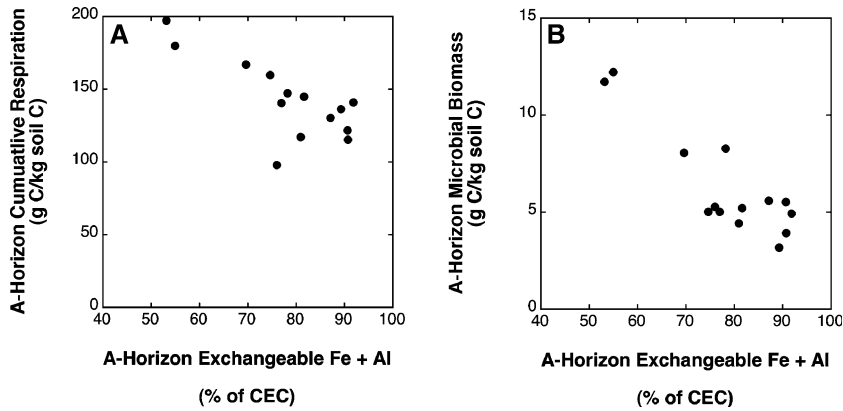 A
A-Horizon Cumuative Respiration
(g C/kg soil C)
200
150
100
50
0
40 50 60 70 80 90 100
A-Horizon Exchangeable Fe + Al
(% of CEC)
B
A-Horizon Microbial Biomass
(g C/kg soil C)
15
10
5
0
40 50 60 70 80 90 100
A-Horizon Exchangeable Fe + Al
(% of CEC)